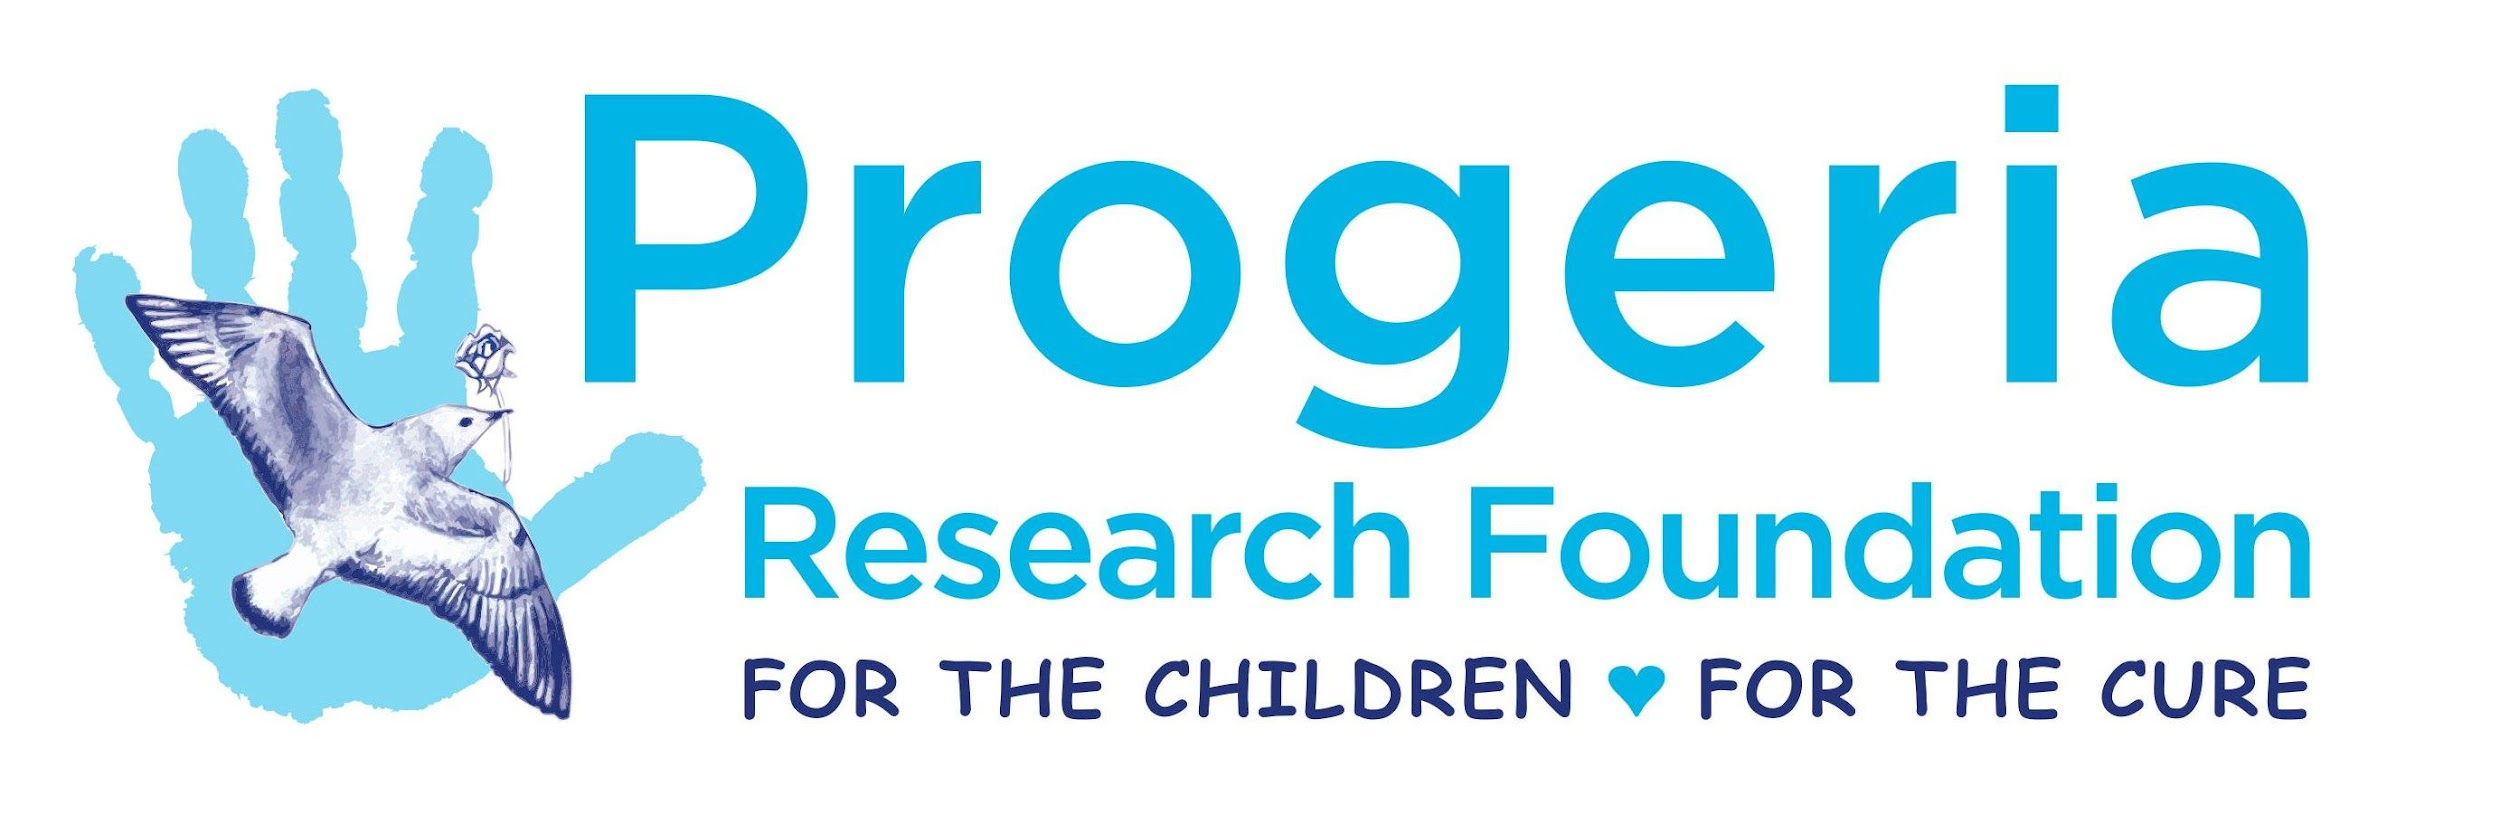 Progeria
Research Foundation
FOR THE CHILDREN ♥ FOR THE CURE